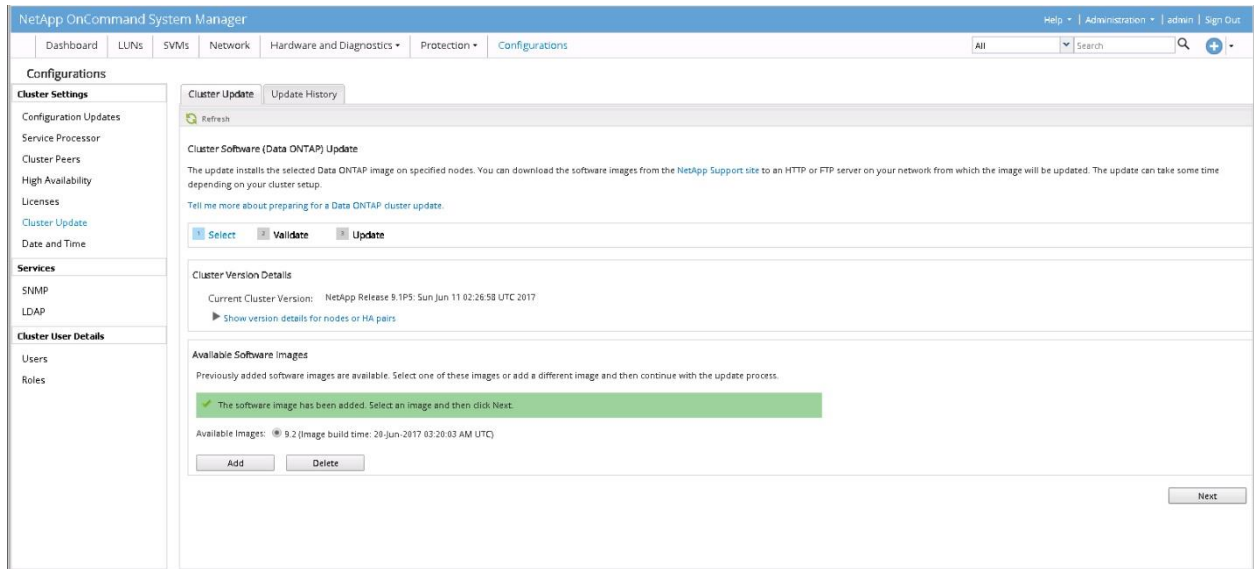 NetApp OnCommand System Manager
Help | Administration | admin | Sign Out
Dashboard LUNs SVMs Network Hardware and Diagnostics Protection Configurations
All Search
Configurations
Cluster Settings
Configuration Updates
Service Processor
Cluster Peers
High Availability
Licenses
Cluster Update
Date and Time
Services
SNMP
LDAP
Cluster User Details
Users
Roles
Cluster Update Update History
Refresh
Cluster Software (Data ONTAP) Update
The update installs the selected Data ONTAP image on specified nodes. You can download the software images from the NetApp Support site to an HTTP or FTP server on your network from which the image will be updated. The update can take some time
depending on your cluster setup.
Tell me more about preparing for a Data ONTAP cluster update.
1 Select 2 Validate 3 Update
Cluster Version Details
Current Cluster Version: NetApp Release 9.1P5: Sun Jun 11 02:26:58 UTC 2017
Show version details for nodes or HA pairs
Available Software Images
Previously added software images are available. Select one of these images or add a different image and then continue with the update process.
The software image has been added. Select an image and then click Next.
Available Images: 9.2 (Image build time: 28-Jun-2017 03:20:03 AM UTC)
Add Delete
Next